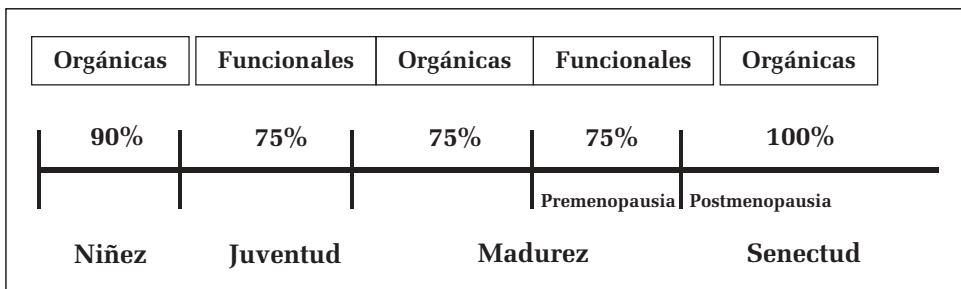 Orgánicas Funcionales Orgánicas Funcionales Orgánicas
90% 75% 75% 75% 100%
Premenopausia Postmenopausia
Niñez Juventud Madurez Senectud